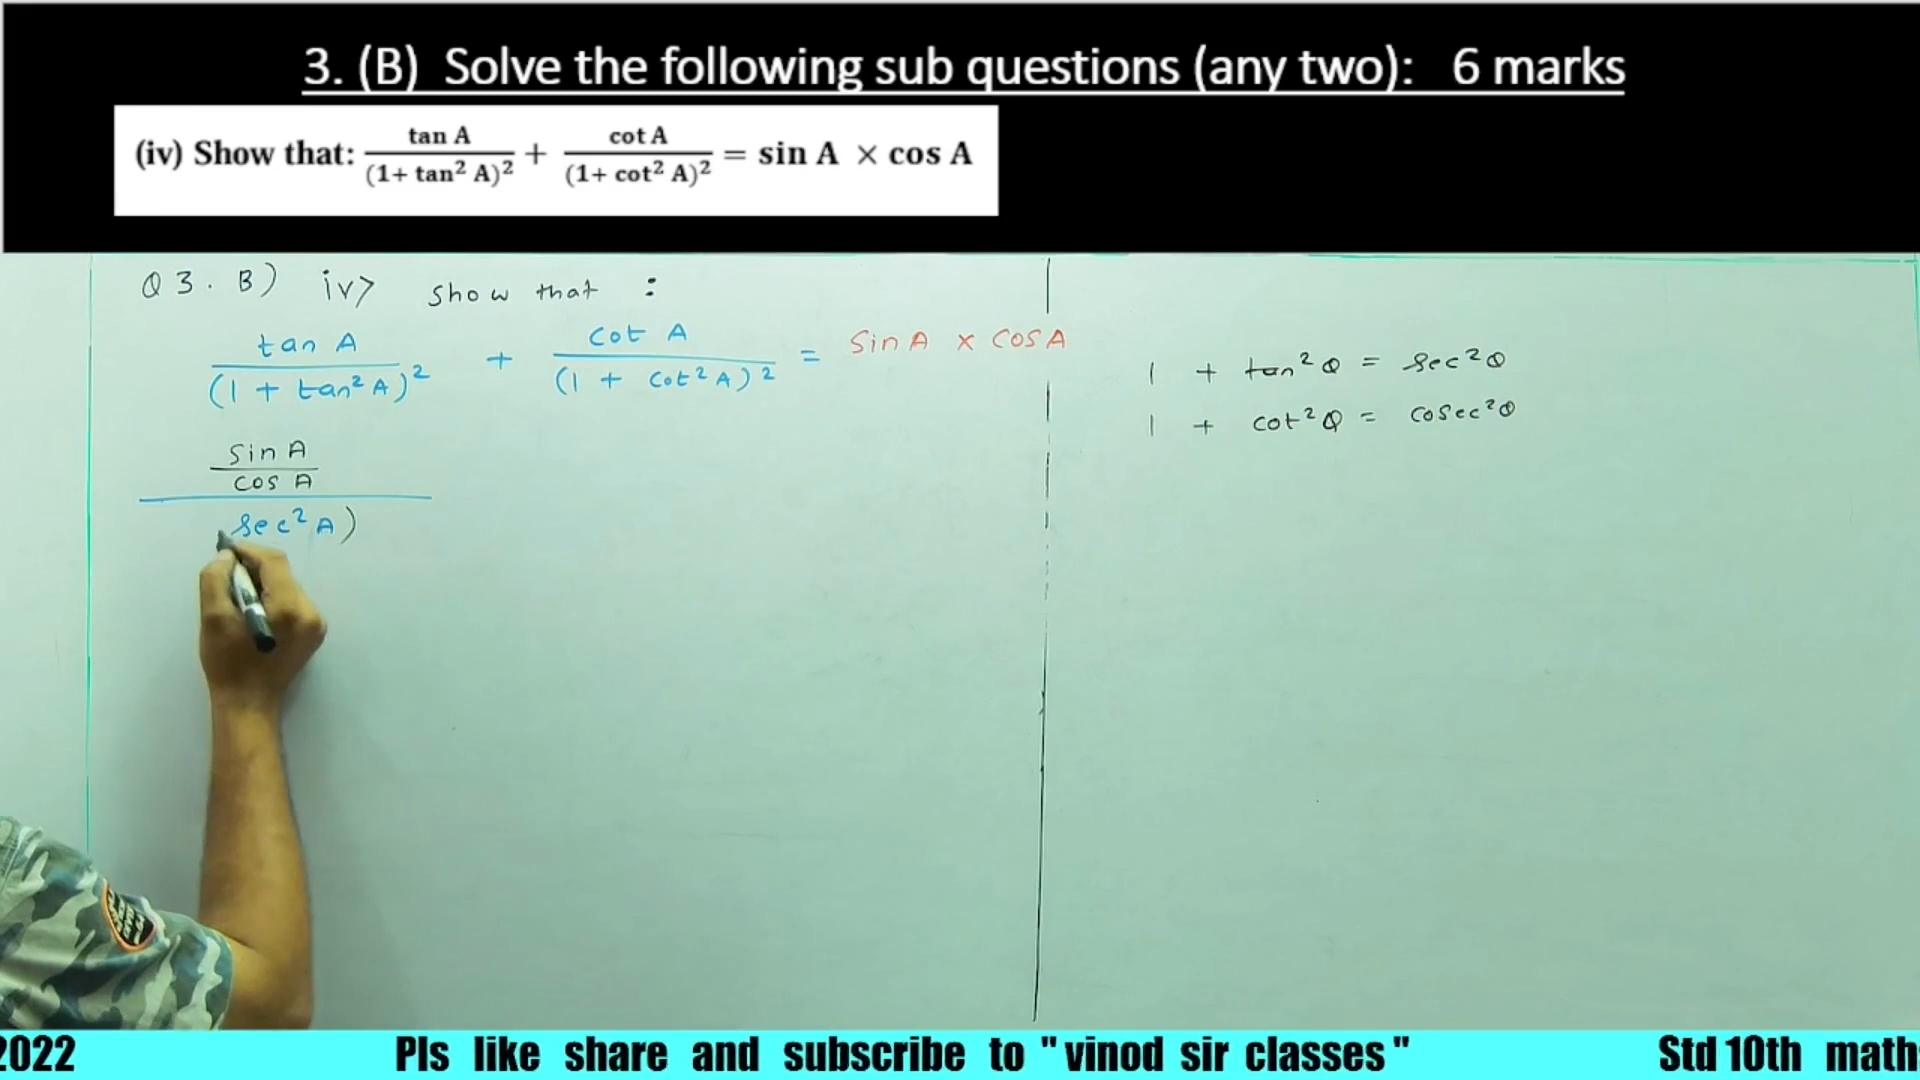 3. (B) Solve the following sub questions (any two): 6 marks
(iv) Show that: tan A / (1+ tan² A)² + cot A / (1+ cot² A)² = sin A × cos A
Q 3. B) iv> Show that :
tan A / (1 + tan² A)² + cot A / (1 + cot² A)² = sin A × cos A
1 + tan² θ = sec² θ
1 + cot² θ = cosec² θ
sin A / cos A
sec² A)
2022 Pls like share and subscribe to " vinod sir classes " Std 10th math